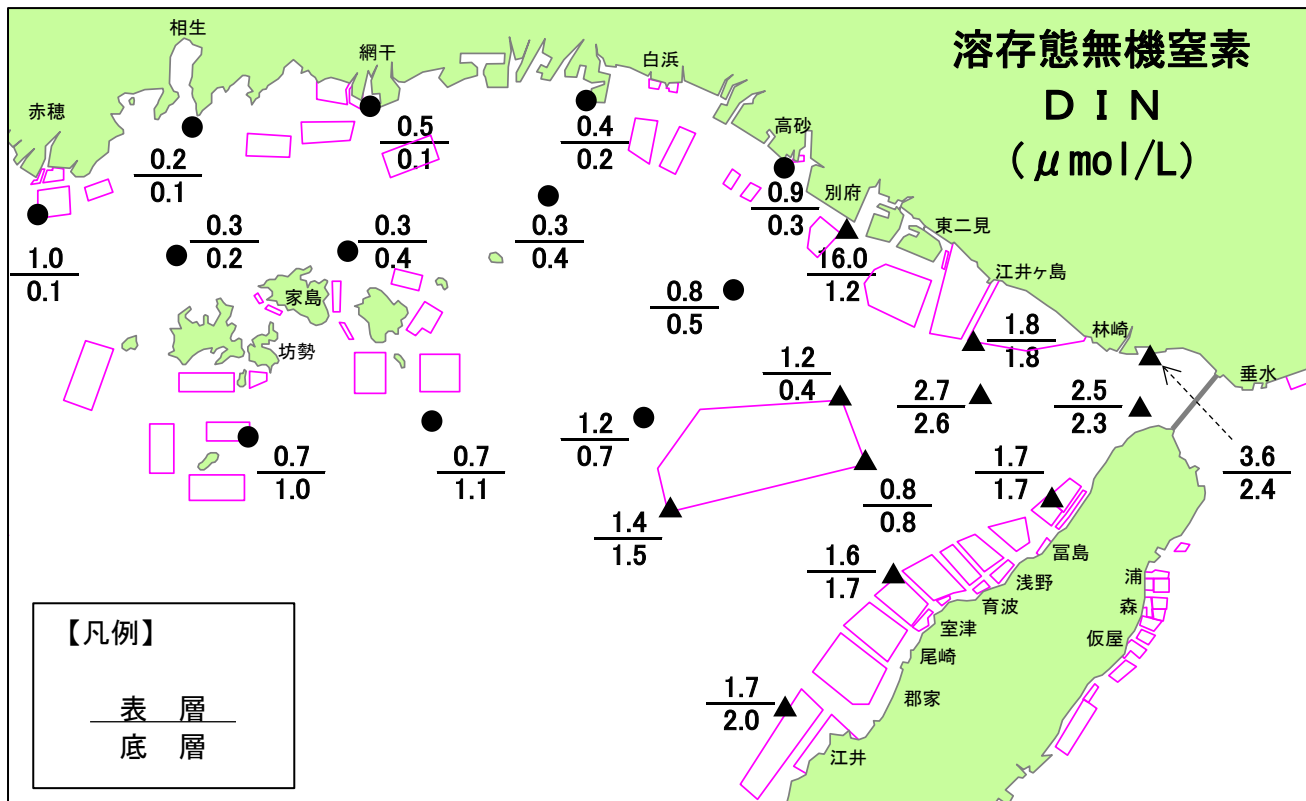 相生
網干
白浜
溶存態無機窒素
ＤＩＮ
(μmol/L)
赤穂
高砂
0.5
0.1
0.4
0.2
0.2
0.1
0.9
0.3
別府
東二見
0.3
0.2
0.3
0.4
0.3
0.4
1.0
0.1
16.0
1.2
江井ヶ島
家島
0.8
0.5
1.8
1.8
林崎
坊勢
垂水
1.2
0.4
2.7
2.6
2.5
2.3
1.2
0.7
0.7
1.0
0.7
1.1
1.7
1.7
3.6
2.4
0.8
0.8
1.4
1.5
1.6
1.7
冨島
浅野
育波
室津
尾崎
郡家
江井
浦
森
仮屋
1.7
2.0
【凡例】
表 層
底 層